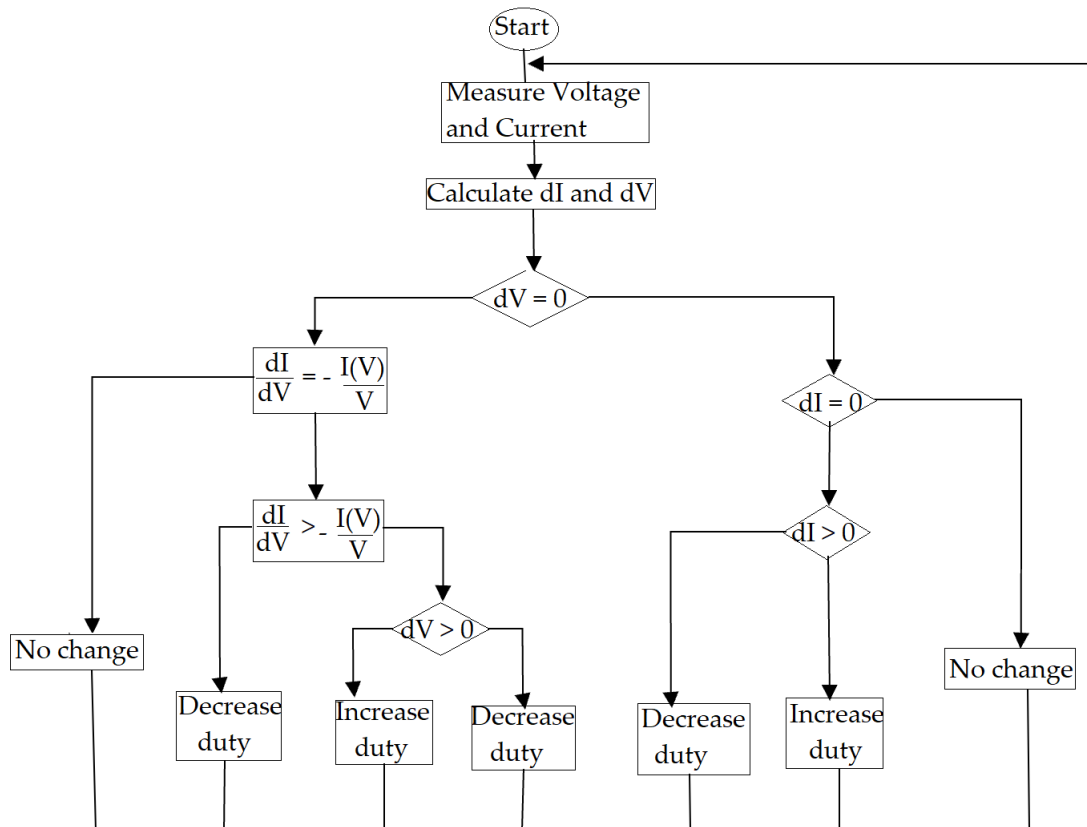 Start
Measure Voltage
and Current
Calculate dI and dV
dV = 0
dI/dV = - I(V)/V
dI = 0
dI/dV > - I(V)/V
dI > 0
dV > 0
No change
No change
Decrease
duty
Increase
duty
Decrease
duty
Decrease
duty
Increase
duty